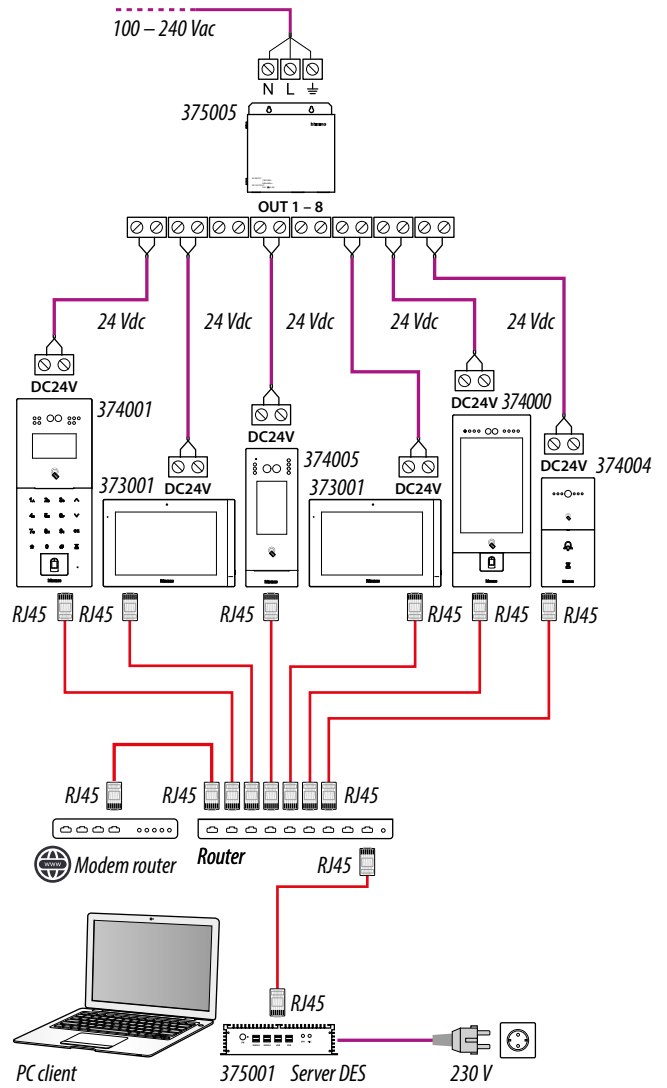 100 – 240 Vac
N L
375005
OUT 1 – 8
24 Vdc 24 Vdc 24 Vdc 24 Vdc 24 Vdc
DC24V
374001
DC24V 374000
DC24V
DC24V 374004
373001 DC24V
374005
373001 DC24V
RJ45 RJ45 RJ45 RJ45 RJ45 RJ45
RJ45 RJ45 RJ45
www Modem router
Router
RJ45
RJ45
PC client
375001 Server DES
230 V